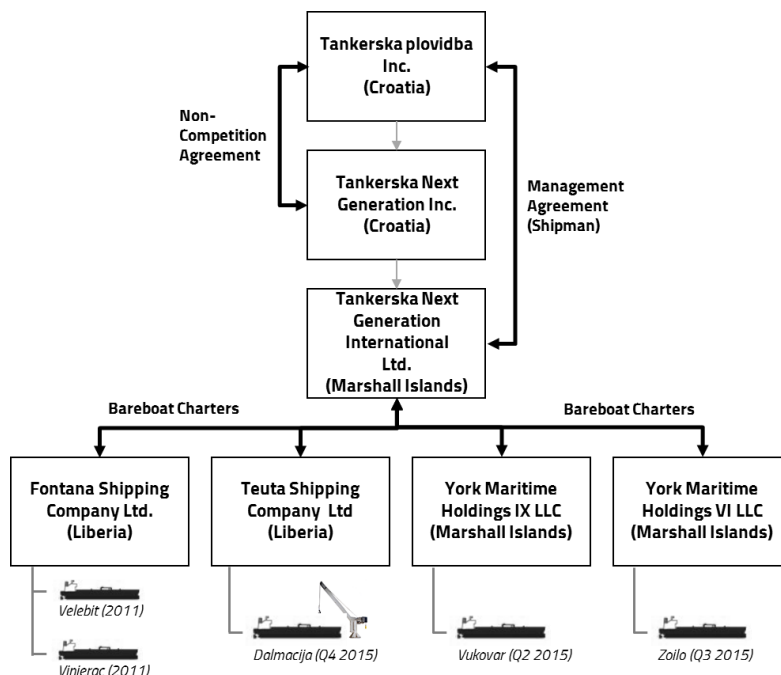 Tankerska plovidba
Inc.
(Croatia)
Non-
Competition
Agreement
Tankerska Next
Generation Inc.
(Croatia)
Management
Agreement
(Shipman)
Tankerska Next
Generation
International
Ltd.
(Marshall Islands)
Bareboat Charters
Bareboat Charters
Fontana Shipping
Company Ltd.
(Liberia)
Teuta Shipping
Company Ltd
(Liberia)
York Maritime
Holdings IX LLC
(Marshall Islands)
York Maritime
Holdings VI LLC
(Marshall Islands)
Velebit (2011)
Vinjerac (2011)
Dalmacija (Q4 2015)
Vukovar (Q2 2015)
Zoilo (Q3 2015)